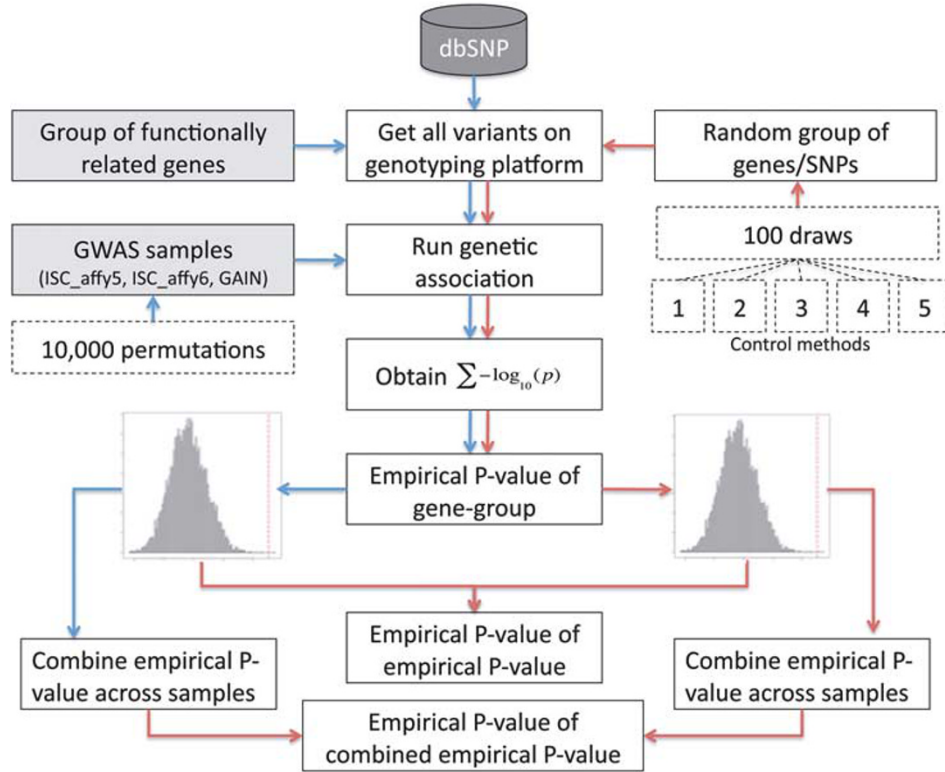 dbSNP
Group of functionally
related genes
Get all variants on
genotyping platform
Random group of
genes/SNPs
GWAS samples
(ISC_affy5, ISC_affy6, GAIN)
Run genetic
association
100 draws
1 2 3 4 5
Control methods
10,000 permutations
Obtain ∑−log₁₀(p)
Empirical P-value of
gene-group
Empirical P-value of
empirical P-value
Combine empirical P-
value across samples
Combine empirical P-
value across samples
Empirical P-value of
combined empirical P-value